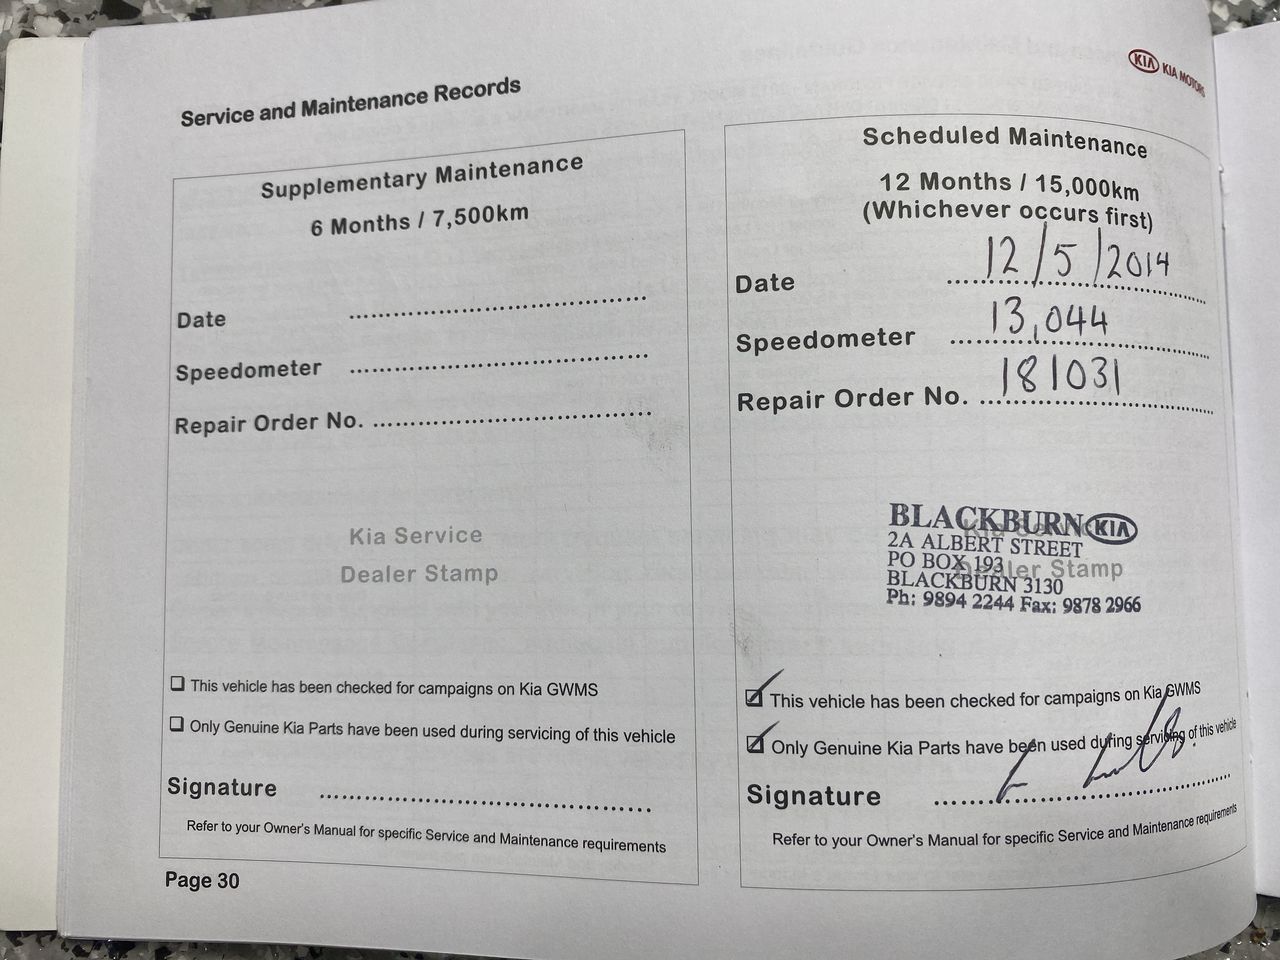 KIA KIA MOTORS
Service and Maintenance Records
Supplementary Maintenance
6 Months / 7,500km
Date
Speedometer
Repair Order No.
Kia Service
Dealer Stamp
❑ This vehicle has been checked for campaigns on Kia GWMS
❑ Only Genuine Kia Parts have been used during servicing of this vehicle
Signature
Refer to your Owner's Manual for specific Service and Maintenance requirements
Page 30
Scheduled Maintenance
12 Months / 15,000km
(Whichever occurs first)
Date 12/5/2014
Speedometer 13,044
Repair Order No. 181031
Kia Service
Dealer Stamp
BLACKBURN KIA
2A ALBERT STREET
PO BOX 193
BLACKBURN 3130
Ph: 9894 2244 Fax: 9878 2966
☑ This vehicle has been checked for campaigns on Kia GWMS
☑ Only Genuine Kia Parts have been used during servicing of this vehicle
Signature
Refer to your Owner's Manual for specific Service and Maintenance requirements